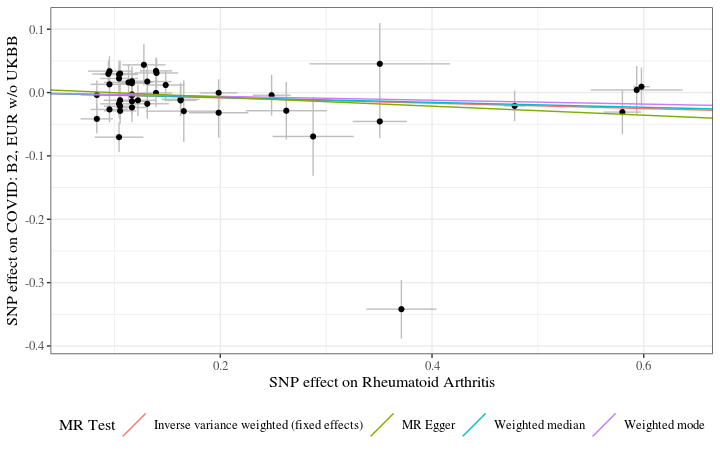 SNP effect on COVID: B2, EUR w/o UKBB
0.1
0.0
-0.1
-0.2
-0.3
-0.4
0.2 0.4 0.6
SNP effect on Rheumatoid Arthritis
MR Test Inverse variance weighted (fixed effects) MR Egger Weighted median Weighted mode